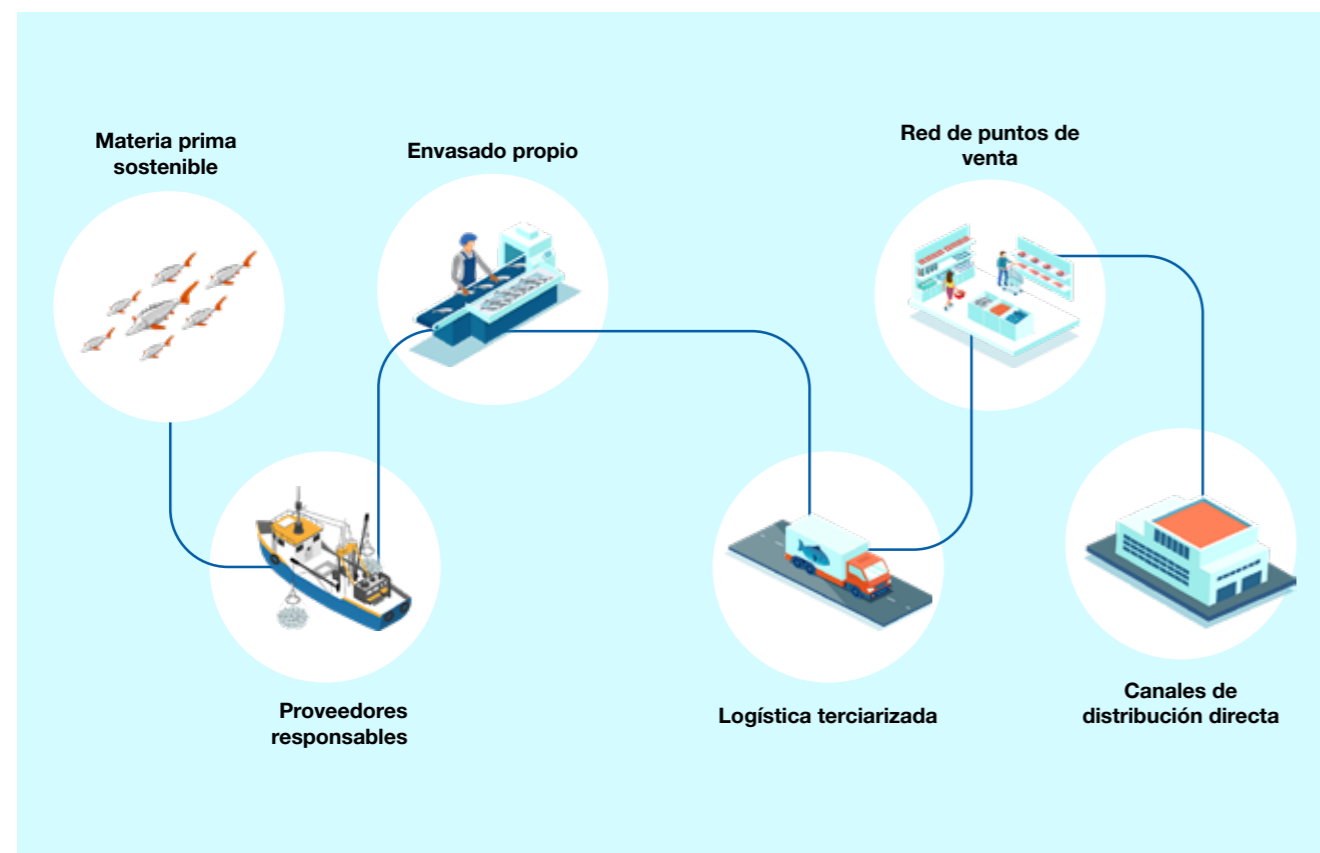 Materia prima
sostenible
Envasado propio
Red de puntos de
venta
Proveedores
responsables
Logística terciarizada
Canales de
distribución directa